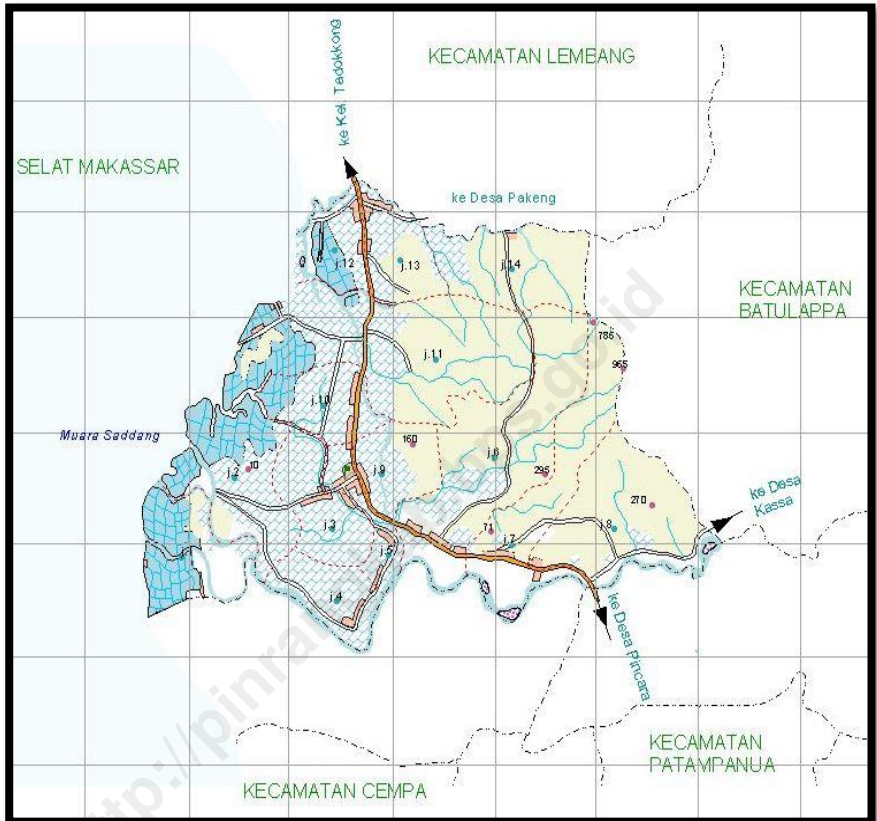 KECAMATAN LEMBANG
ke Kel. Tadokkong
SELAT MAKASSAR
ke Desa Pakeng
j.12
j.13
j.14
KECAMATAN
BATULAPPA
785
965
j.11
j.10
Muara Saddang
160
j.6
j.2
10
j.9
295
270
ke Desa
Kassa
j.3
71
j.8
j.5
j.7
j.4
ke Desa Pincara
KECAMATAN
PATAMPANUA
KECAMATAN CEMPA